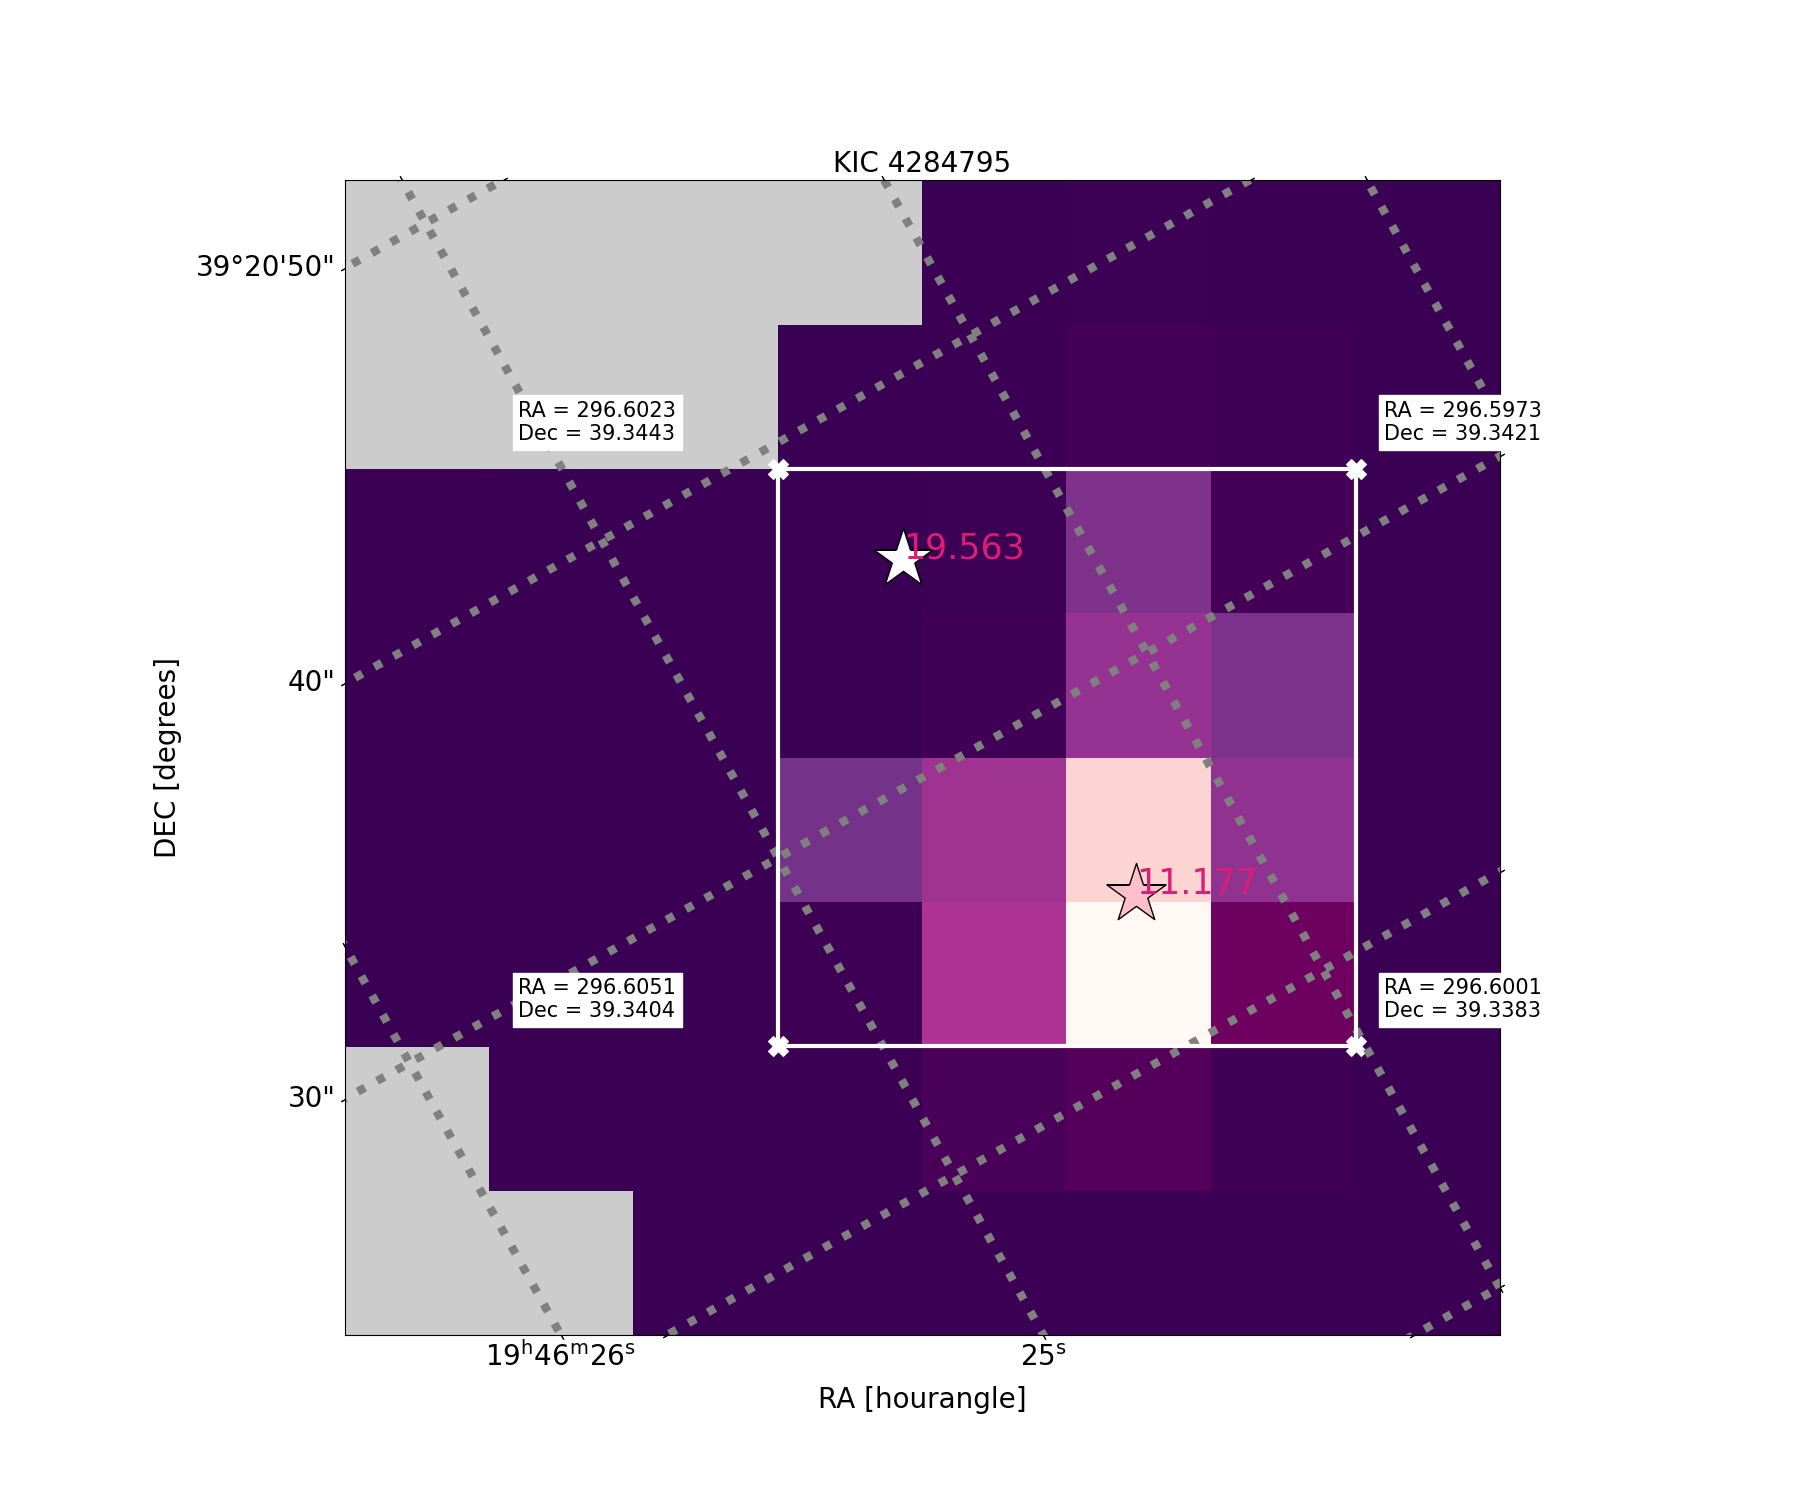 KIC 4284795
39°20'50"
RA = 296.6023
Dec = 39.3443
RA = 296.5973
Dec = 39.3421
19.563
40"
DEC [degrees]
11.177
RA = 296.6051
Dec = 39.3404
RA = 296.6001
Dec = 39.3383
30"
19ʰ46ᵐ26ˢ
25ˢ
RA [hourangle]